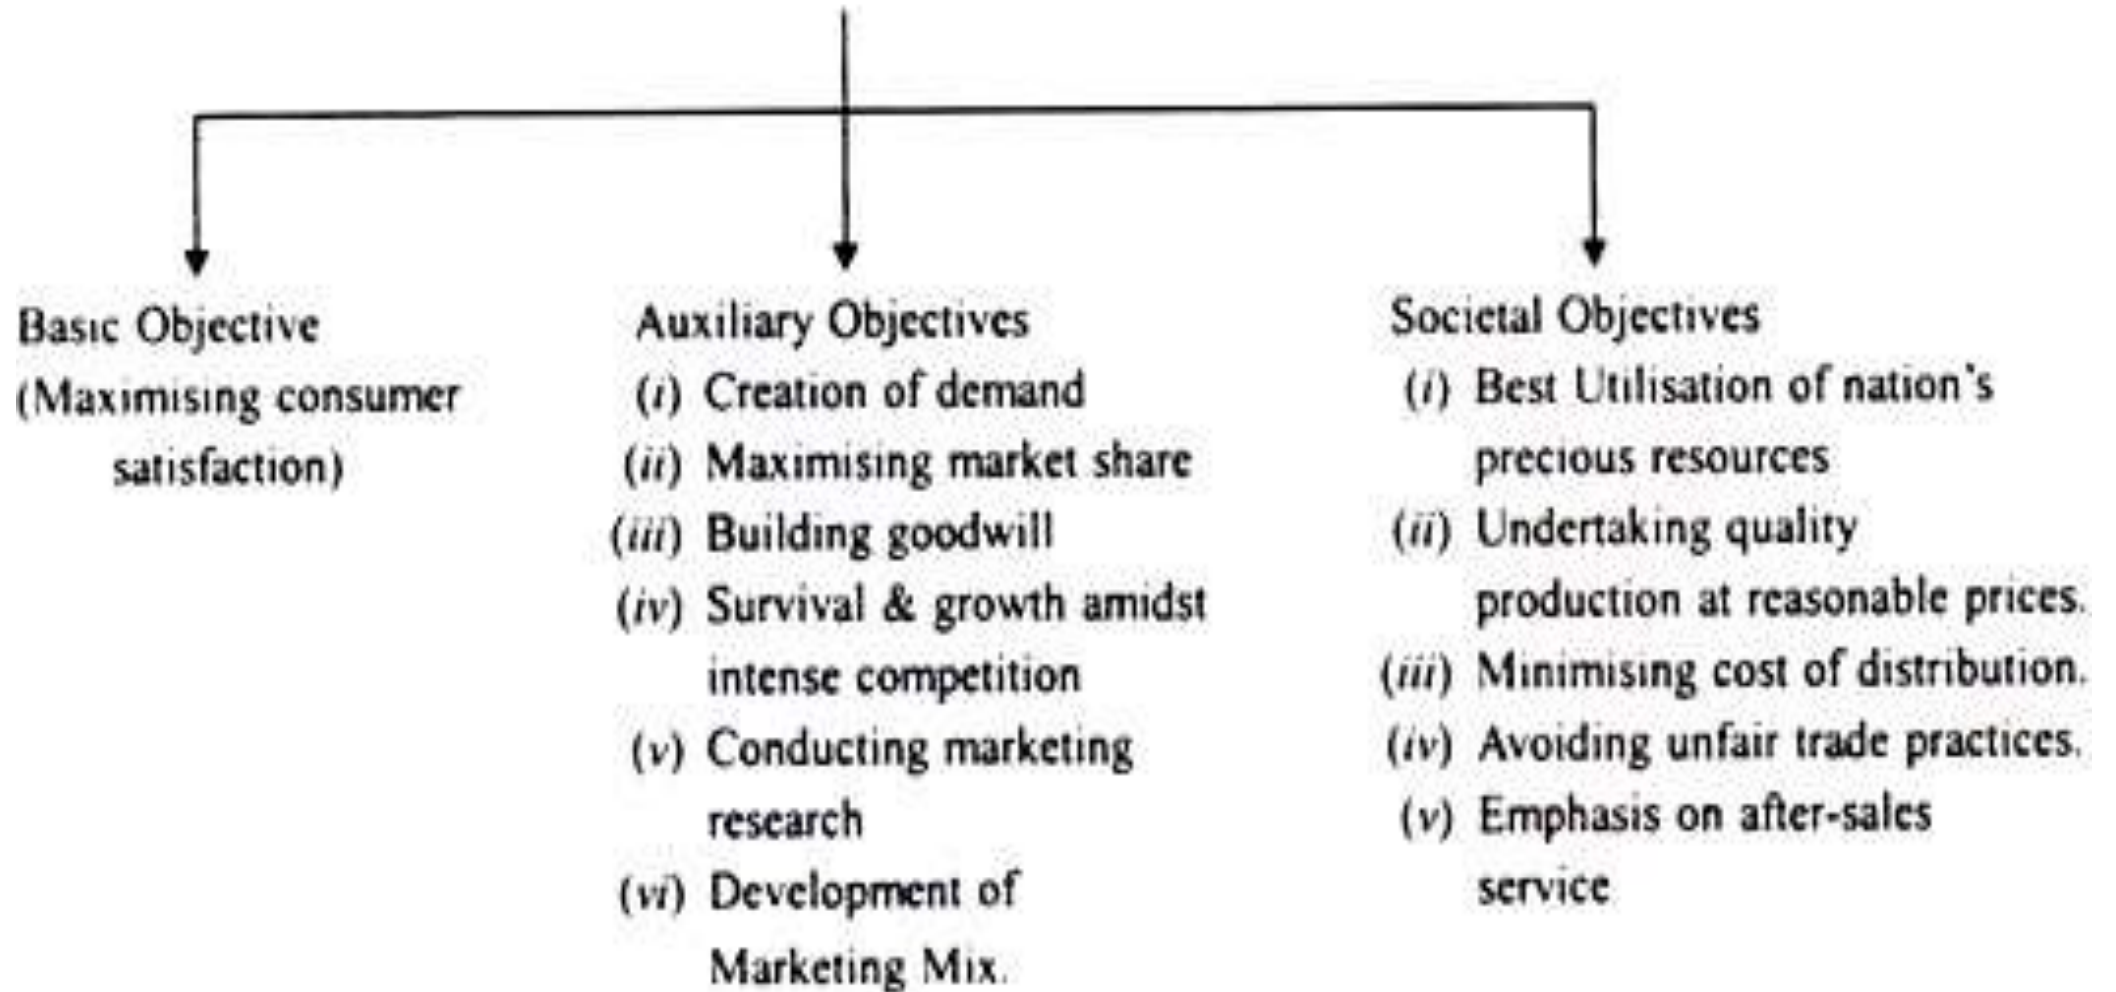 Basic Objective
(Maximising consumer
satisfaction)
Auxiliary Objectives
(i) Creation of demand
(ii) Maximising market share
(iii) Building goodwill
(iv) Survival & growth amidst
intense competition
(v) Conducting marketing
research
(vi) Development of
Marketing Mix.
Societal Objectives
(i) Best Utilisation of nation's
precious resources
(ii) Undertaking quality
production at reasonable prices.
(iii) Minimising cost of distribution.
(iv) Avoiding unfair trade practices.
(v) Emphasis on after-sales
service